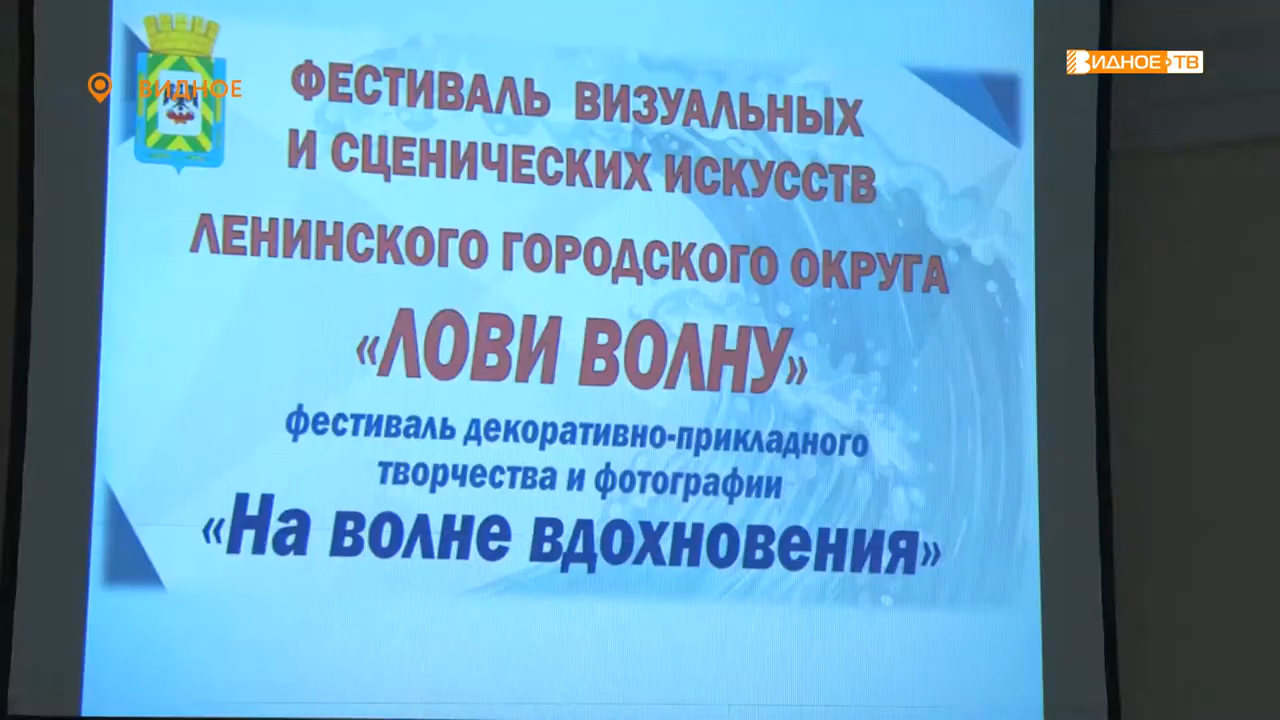 ВИДНОЕ
ВИДНОЕ·ТВ
ФЕСТИВАЛЬ ВИЗУАЛЬНЫХ
И СЦЕНИЧЕСКИХ ИСКУССТВ
ЛЕНИНСКОГО ГОРОДСКОГО ОКРУГА
«ЛОВИ ВОЛНУ»
фестиваль декоративно-прикладного
творчества и фотографии
«На волне вдохновения»